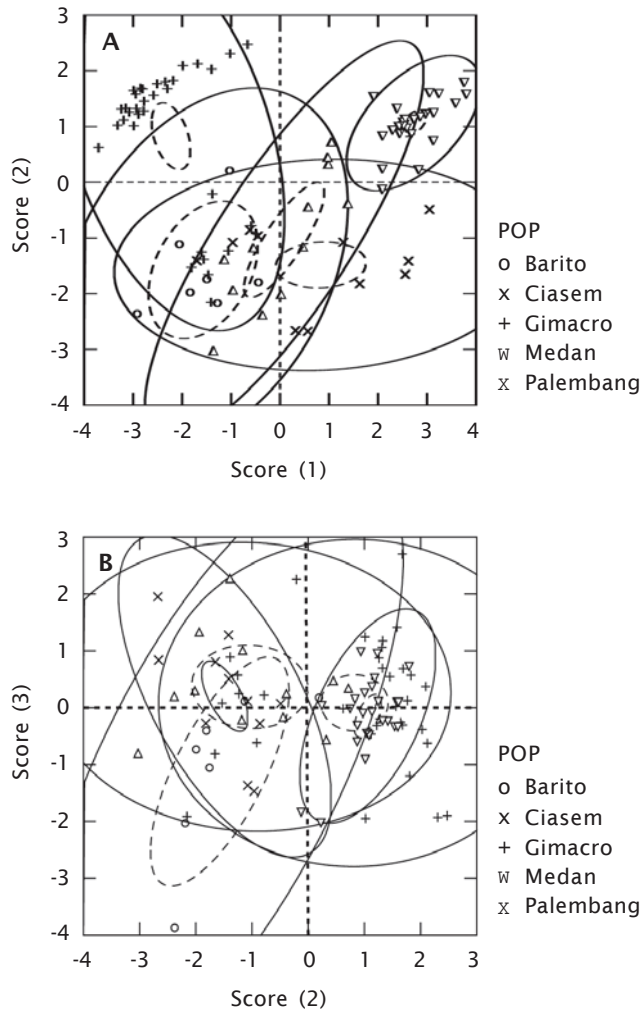 A
3
2
1
0
-1
-2
-3
-4
-4 -3 -2 -1 0 1 2 3 4
Score (2)
Score (1)
POP
o Barito
x Ciasem
+ Gimacro
W Medan
X Palembang
B
3
2
1
0
-1
-2
-3
-4
-4 -3 -2 -1 0 1 2 3
Score (3)
Score (2)
POP
o Barito
x Ciasem
+ Gimacro
W Medan
X Palembang